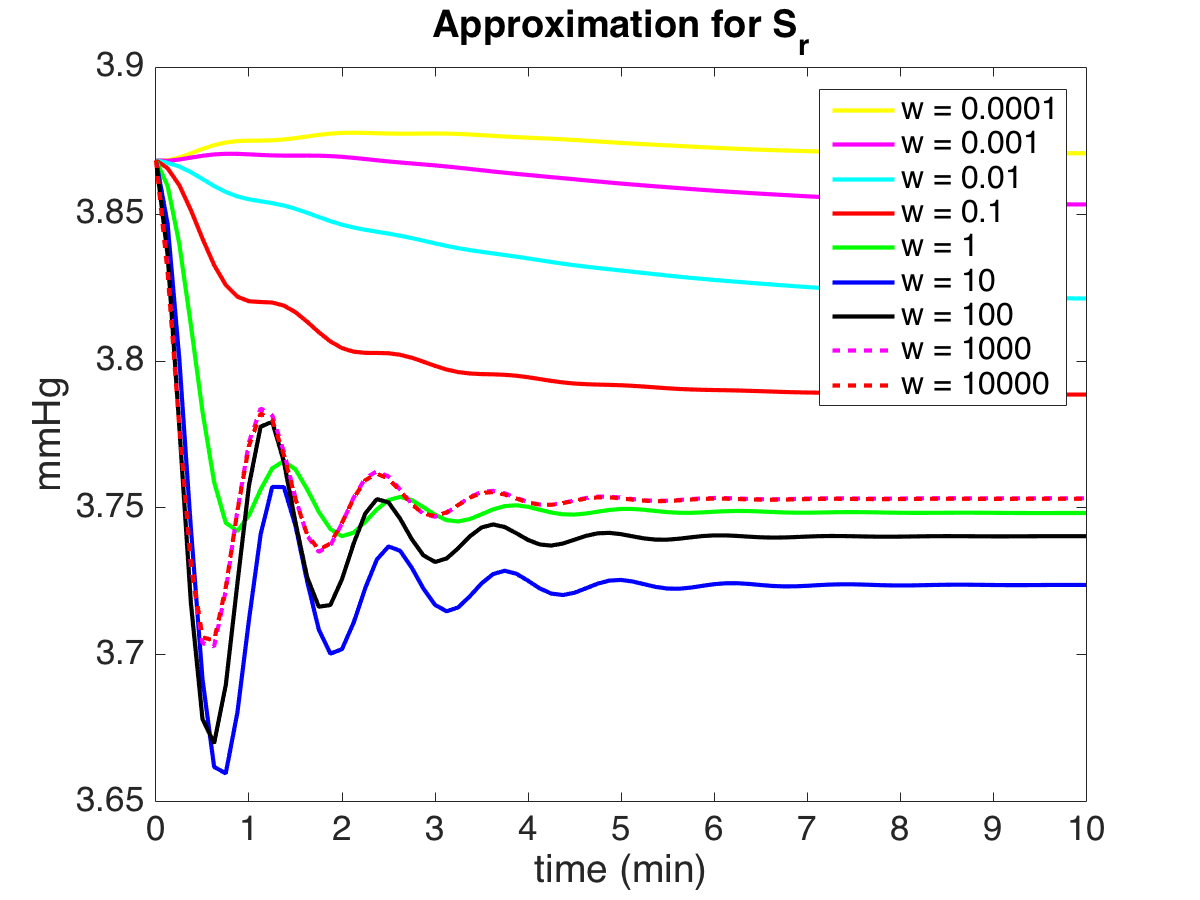 Approximation for S_r
3.9
3.85
3.8
3.75
3.7
3.65
mmHg
w = 0.0001
w = 0.001
w = 0.01
w = 0.1
w = 1
w = 10
w = 100
w = 1000
w = 10000
0 1 2 3 4 5 6 7 8 9 10
time (min)